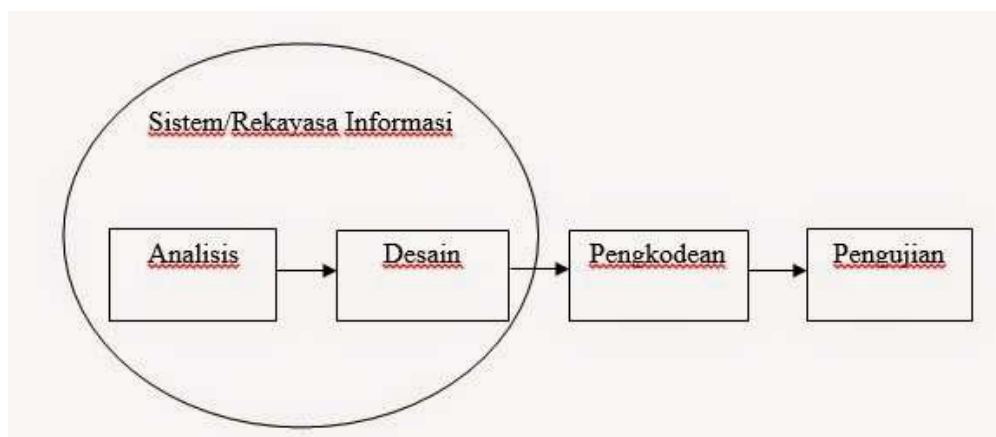 Sistem/Rekayasa Informasi
Analisis
Desain
Pengkodean
Pengujian